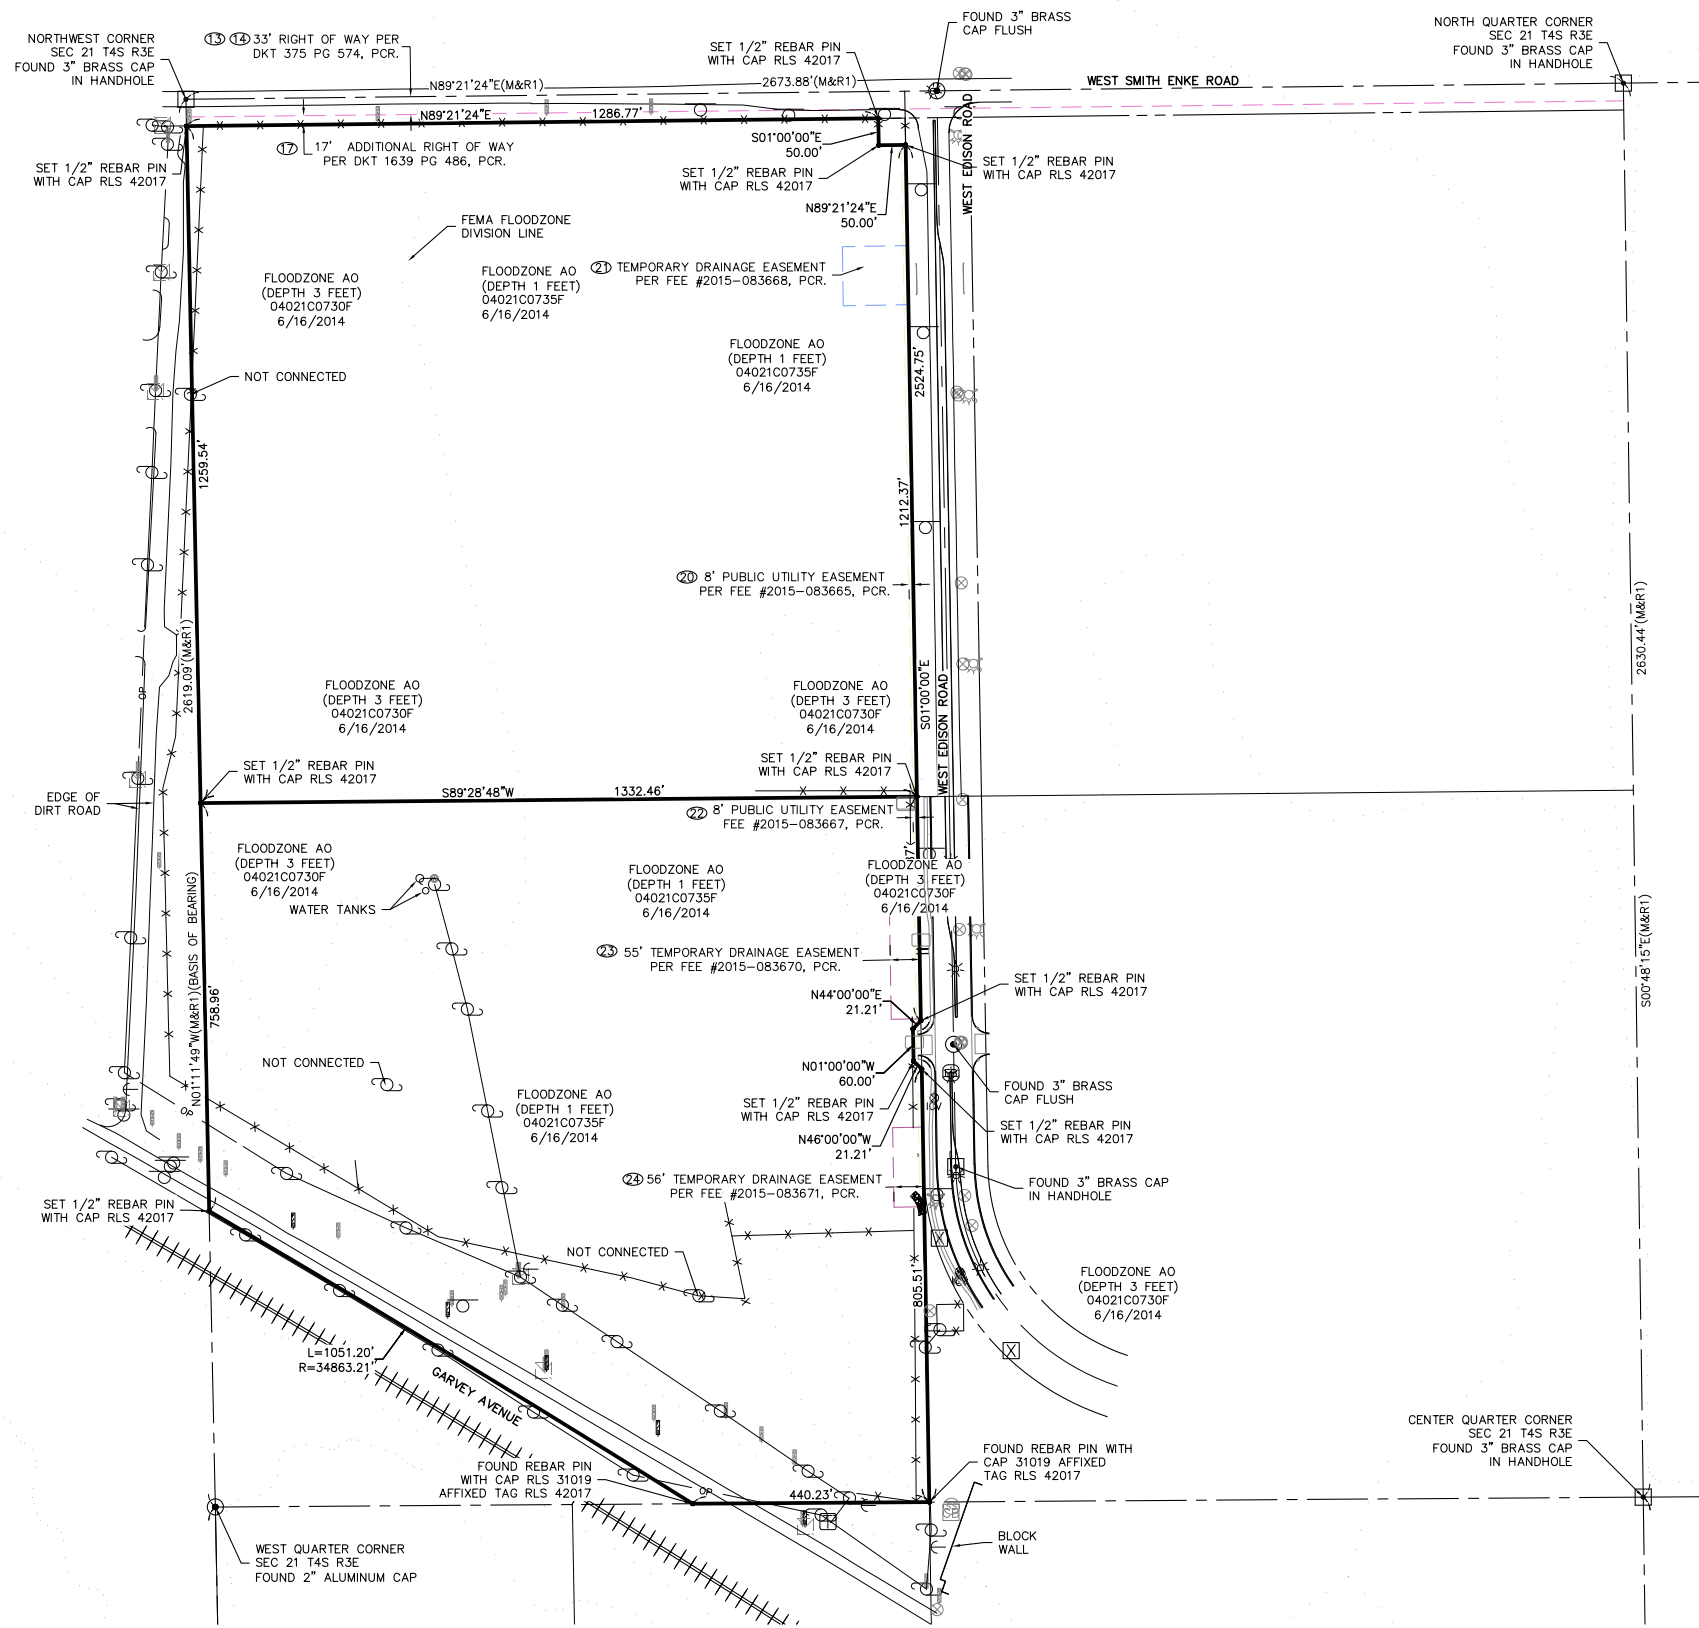 NORTHWEST CORNER
SEC 21 T4S R3E
FOUND 3" BRASS CAP
IN HANDHOLE
13 14 33' RIGHT OF WAY PER
DKT 375 PG 574, PCR.
SET 1/2" REBAR PIN
WITH CAP RLS 42017
FOUND 3" BRASS
CAP FLUSH
NORTH QUARTER CORNER
SEC 21 T4S R3E
FOUND 3" BRASS CAP
IN HANDHOLE
N89°21'24"E(M&R1)
2673.88'(M&R1)
WEST SMITH ENKE ROAD
N89°21'24"E
1286.77'
17 17' ADDITIONAL RIGHT OF WAY
PER DKT 1639 PG 486, PCR.
SET 1/2" REBAR PIN
WITH CAP RLS 42017
S01°00'00"E
50.00'
SET 1/2" REBAR PIN
WITH CAP RLS 42017
WEST EDISON ROAD
SET 1/2" REBAR PIN
WITH CAP RLS 42017
N89°21'24"E
50.00'
FEMA FLOODZONE
DIVISION LINE
FLOODZONE AO
(DEPTH 3 FEET)
04021C0730F
6/16/2014
FLOODZONE AO
(DEPTH 1 FEET)
04021C0735F
6/16/2014
21 TEMPORARY DRAINAGE EASEMENT
PER FEE #2015-083668, PCR.
FLOODZONE AO
(DEPTH 1 FEET)
04021C0735F
6/16/2014
NOT CONNECTED
2524.75'
1259.54'
1212.37'
20 8' PUBLIC UTILITY EASEMENT
PER FEE #2015-083665, PCR.
2619.09'(M&R1)
2630.44'(M&R1)
OP
FLOODZONE AO
(DEPTH 3 FEET)
04021C0730F
6/16/2014
FLOODZONE AO
(DEPTH 3 FEET)
04021C0730F
6/16/2014
S01°00'00"E
WEST EDISON ROAD
SET 1/2" REBAR PIN
WITH CAP RLS 42017
SET 1/2" REBAR PIN
WITH CAP RLS 42017
EDGE OF
DIRT ROAD
S89°28'48"W
1332.46'
22 8' PUBLIC UTILITY EASEMENT
FEE #2015-083667, PCR.
FLOODZONE AO
(DEPTH 3 FEET)
04021C0730F
6/16/2014
WATER TANKS
FLOODZONE AO
(DEPTH 1 FEET)
04021C0735F
6/16/2014
FLOODZONE AO
(DEPTH 3 FEET)
04021C0730F
6/16/2014
N01°11'49"W(M&R1)(BASIS OF BEARING)
758.96'
S00°48'15"E(M&R1)
23 55' TEMPORARY DRAINAGE EASEMENT
PER FEE #2015-083670, PCR.
SET 1/2" REBAR PIN
WITH CAP RLS 42017
N44°00'00"E
21.21'
NOT CONNECTED
N01°00'00"W
60.00'
FOUND 3" BRASS
CAP FLUSH
FLOODZONE AO
(DEPTH 1 FEET)
04021C0735F
6/16/2014
SET 1/2" REBAR PIN
WITH CAP RLS 42017
ICV
SET 1/2" REBAR PIN
WITH CAP RLS 42017
OP
N46°00'00"W
21.21'
24 56' TEMPORARY DRAINAGE EASEMENT
PER FEE #2015-083671, PCR.
FOUND 3" BRASS CAP
IN HANDHOLE
SET 1/2" REBAR PIN
WITH CAP RLS 42017
NOT CONNECTED
805.51'
FLOODZONE AO
(DEPTH 3 FEET)
04021C0730F
6/16/2014
L=1051.20'
R=34863.21'
GARVEY AVENUE
CENTER QUARTER CORNER
SEC 21 T4S R3E
FOUND 3" BRASS CAP
IN HANDHOLE
FOUND REBAR PIN WITH
CAP 31019 AFFIXED
TAG RLS 42017
FOUND REBAR PIN
WITH CAP RLS 31019
AFFIXED TAG RLS 42017
OP
440.23'
WEST QUARTER CORNER
SEC 21 T4S R3E
FOUND 2" ALUMINUM CAP
BLOCK
WALL